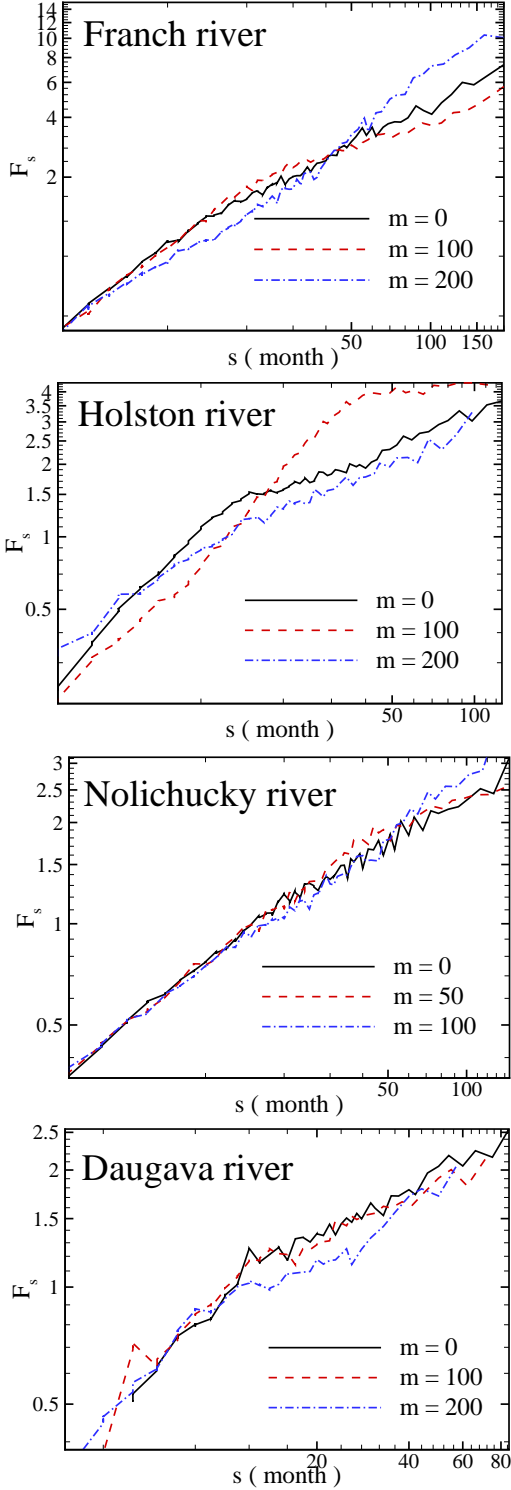 14
12
10
8
6
4
2
Franch river
F_s
m = 0
m = 100
m = 200
50 100 150
s ( month )
4
3.5
3
2.5
2
1.5
1
0.5
Holston river
F_s
m = 0
m = 100
m = 200
50 100
s ( month )
3
2.5
2
1.5
1
0.5
Nolichucky river
F_s
m = 0
m = 50
m = 100
50 100
s ( month )
2.5
2
1.5
1
0.5
Daugava river
F_s
m = 0
m = 100
m = 200
20 40 60 80
s ( month )